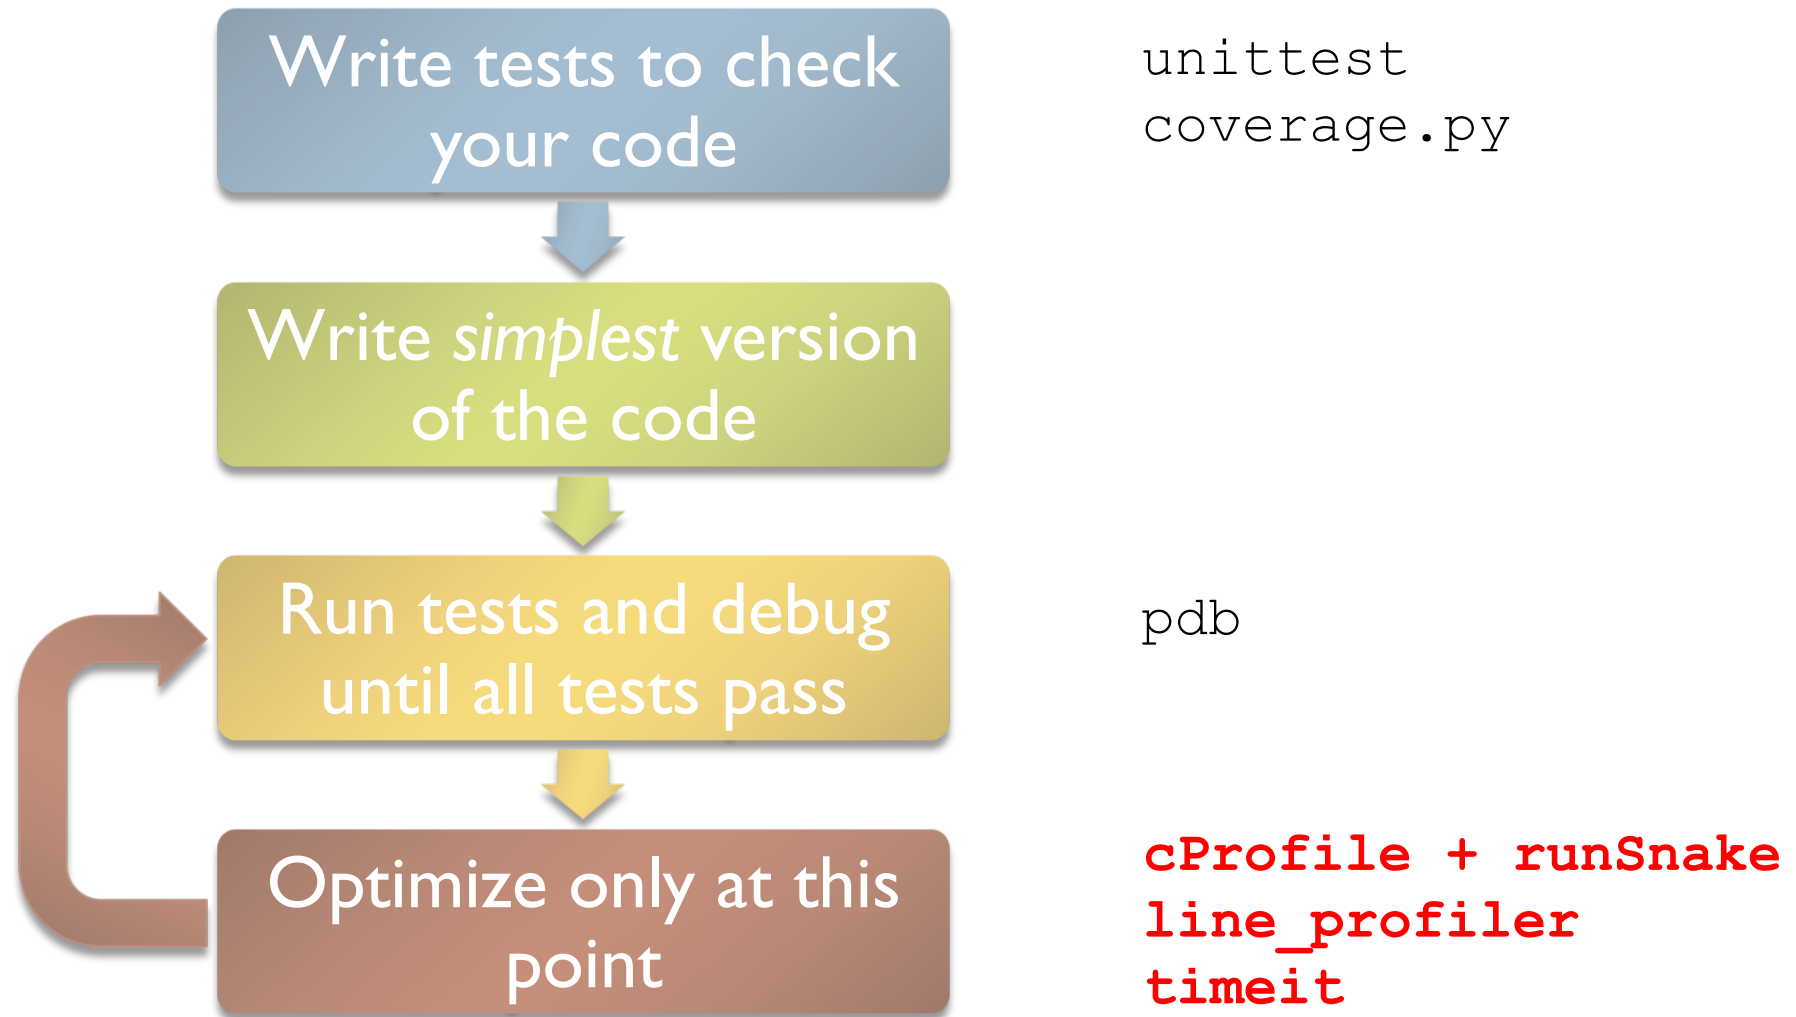 Write tests to check
your code
unittest
coverage.py
Write simplest version
of the code
Run tests and debug
until all tests pass
pdb
Optimize only at this
point
cProfile + runSnake
line_profiler
timeit